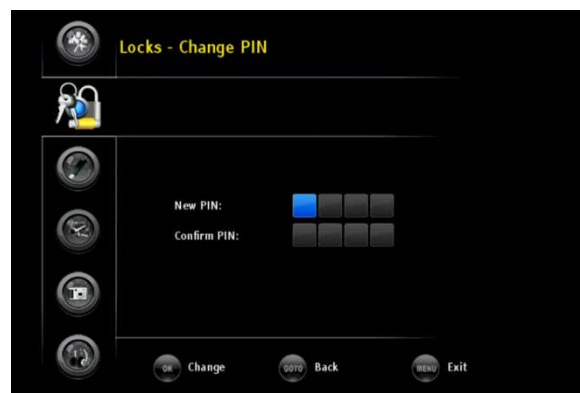 Locks - Change PIN
New PIN:
Confirm PIN:
OK Change GOTO Back MENU Exit